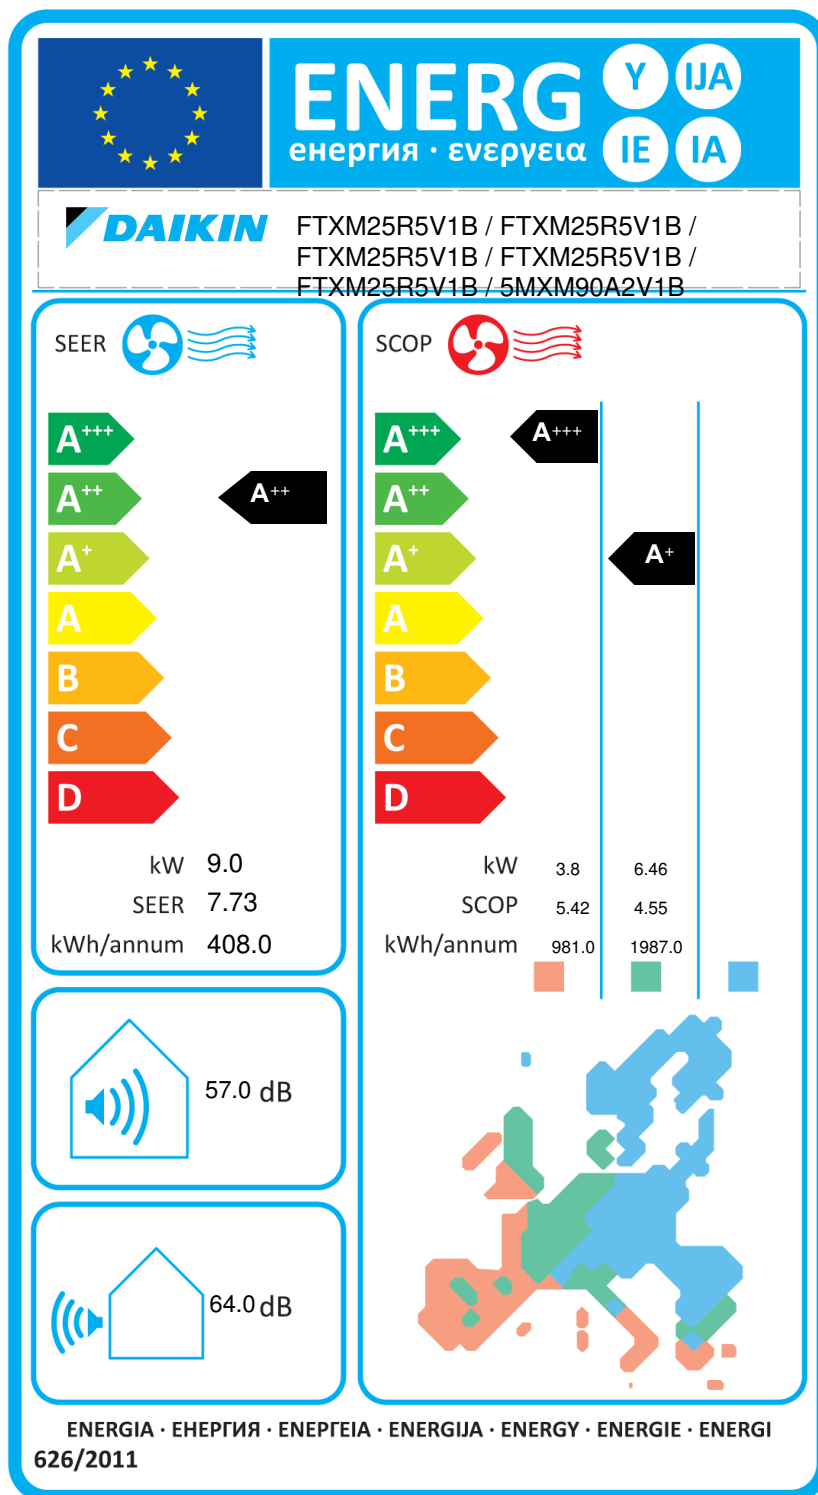 ENERG
енергия · ενεργεια
Y IJA
IE IA
DAIKIN
FTXM25R5V1B / FTXM25R5V1B /
FTXM25R5V1B / FTXM25R5V1B /
FTXM25R5V1B / 5MXM90A2V1B
SEER
A+++
A++ A++
A+
A
B
C
D
kW 9.0
SEER 7.73
kWh/annum 408.0
57.0 dB
64.0 dB
SCOP
A+++ A+++
A++
A+ A+
A
B
C
D
kW 3.8 6.46
SCOP 5.42 4.55
kWh/annum 981.0 1987.0
ENERGIA · ЕНЕРГИЯ · ΕΝΕΡΓΕΙΑ · ENERGIJA · ENERGY · ENERGIE · ENERGI
626/2011